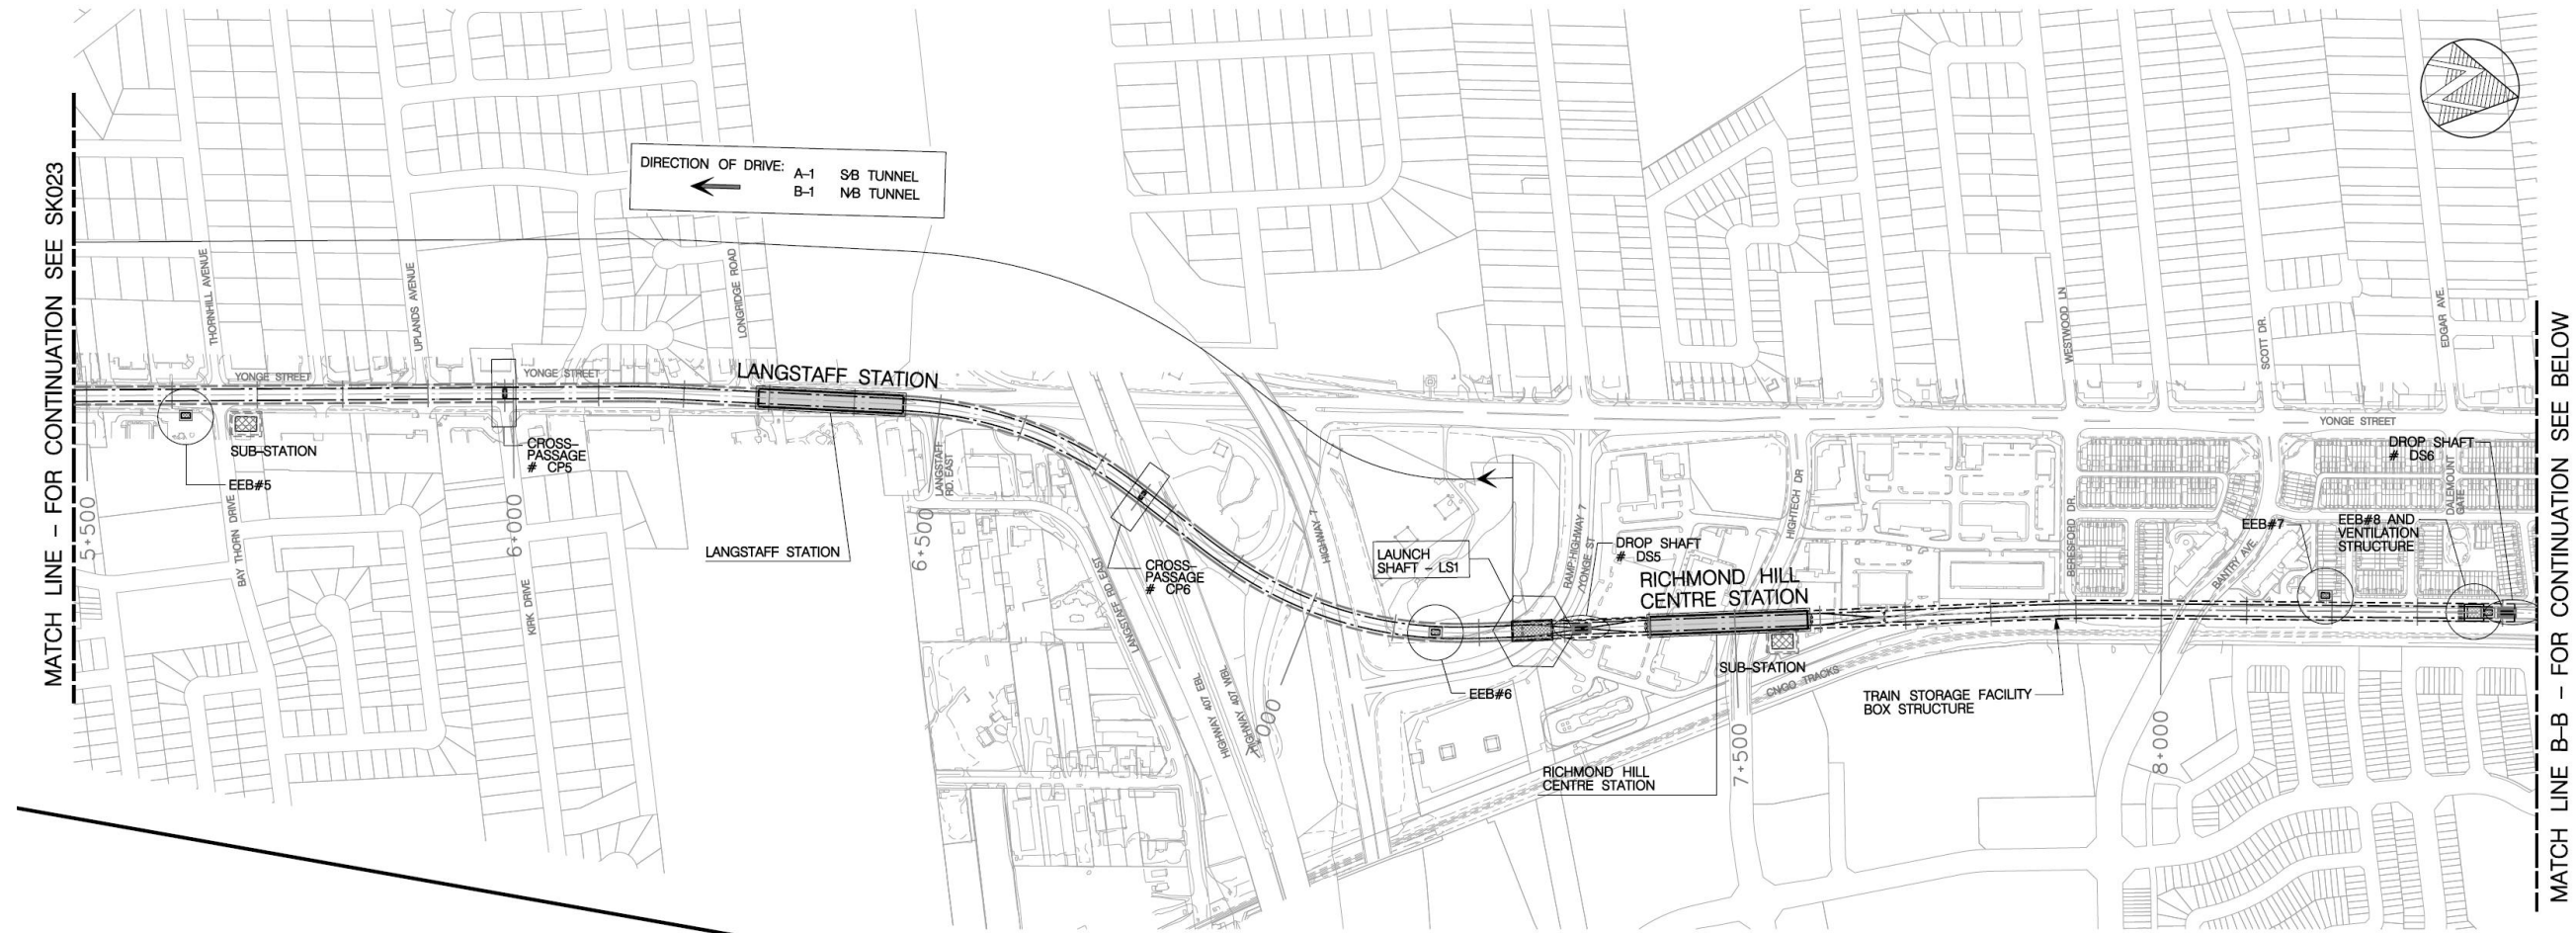 MATCH LINE – FOR CONTINUATION SEE SK023
DIRECTION OF DRIVE:
A–1 S/B TUNNEL
B–1 N/B TUNNEL
THORNHILL AVENUE
UPLANDS AVENUE
LONGRIDGE ROAD
YONGE STREET
YONGE STREET
LANGSTAFF STATION
SUB–STATION
EEB#5
BAY THORN DRIVE
5+500
CROSS–
PASSAGE
# CP5
6+000
KIRK DRIVE
LANGSTAFF STATION
LANGSTAFF
RD. EAST
6+500
LANGSTAFF RD. EAST
CROSS–
PASSAGE
# CP6
HIGHWAY 407 EBL
HIGHWAY 407 WBL
7+000
HIGHWAY 7
LAUNCH
SHAFT – LS1
EEB#6
RAMP–HIGHWAY 7
/YONGE ST
DROP SHAFT
# DS5
RICHMOND HILL
CENTRE STATION
HIGHTECH DR
SUB–STATION
CN/GO TRACKS
RICHMOND HILL
CENTRE STATION
7+500
TRAIN STORAGE FACILITY
BOX STRUCTURE
WESTWOOD LN
BERESFORD DR.
SCOTT DR.
EDGAR AVE.
YONGE STREET
DROP SHAFT
# DS6
DALEMOUNT
GATE
BANTRY AVE.
EEB#7
EEB#8 AND
VENTILATION
STRUCTURE
8+000
MATCH LINE B–B – FOR CONTINUATION SEE BELOW